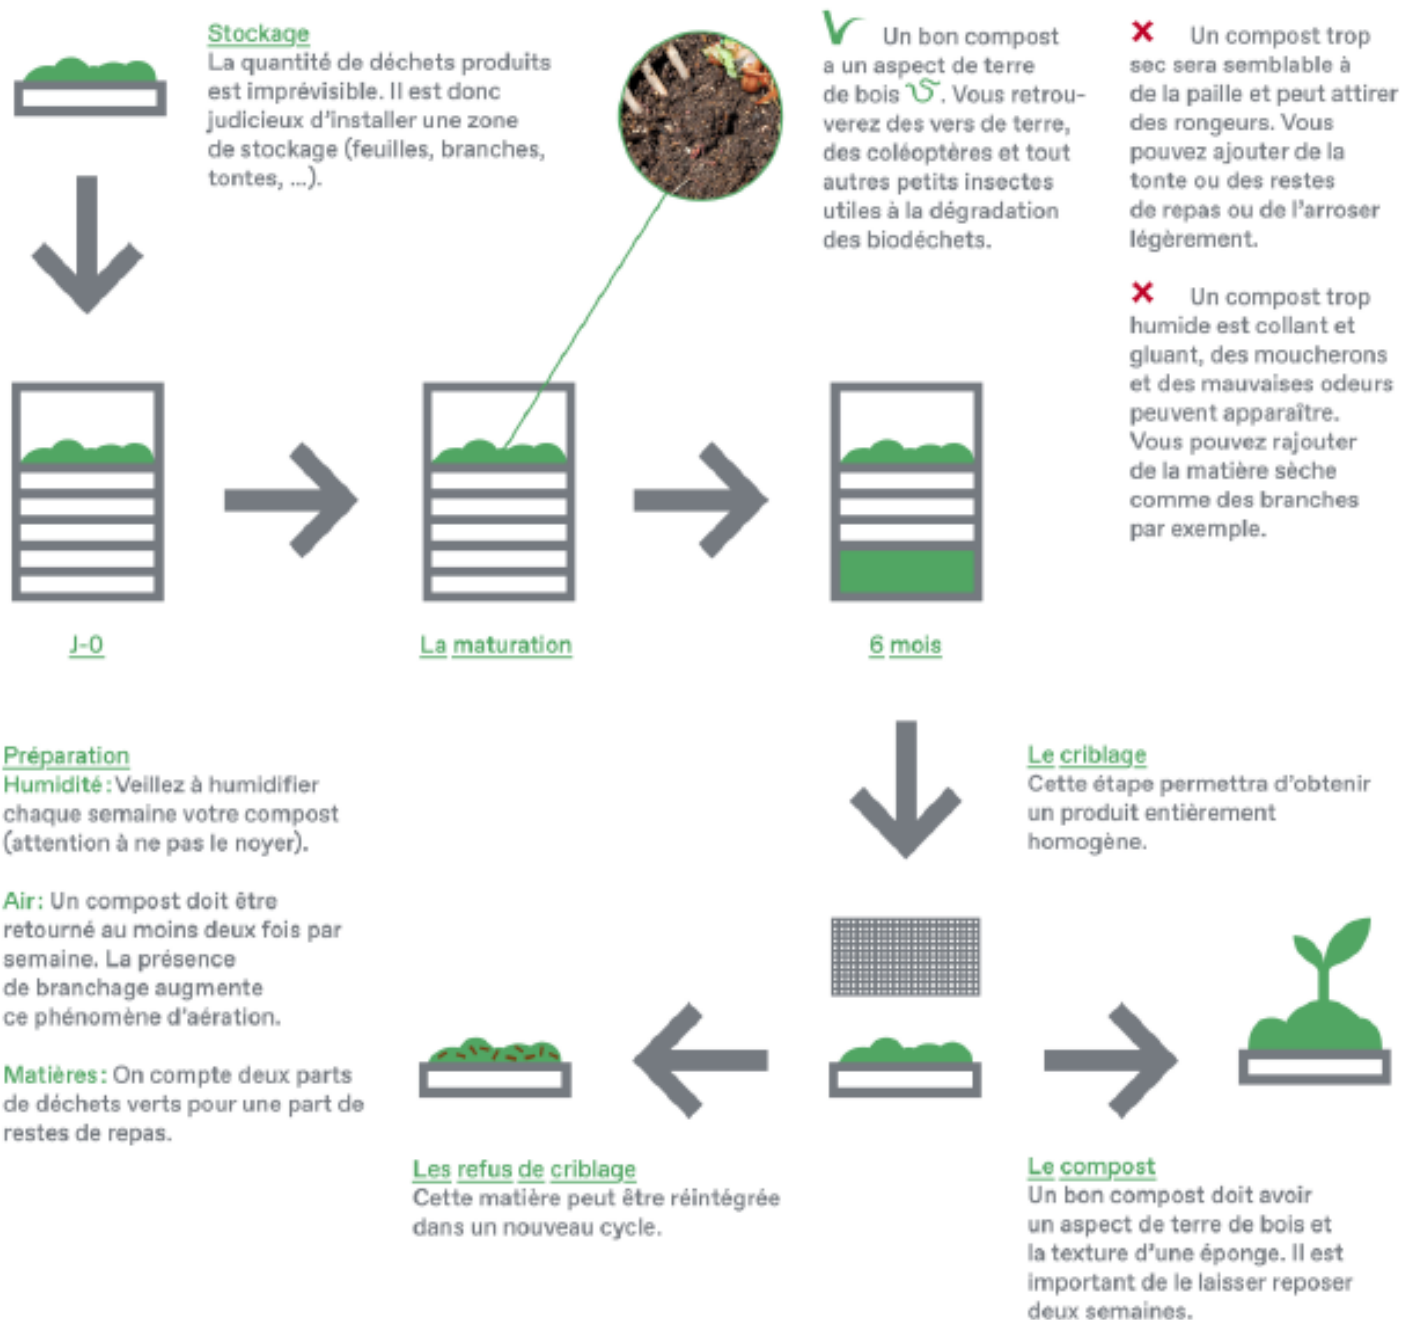 Stockage
La quantité de déchets produits
est imprévisible. Il est donc
judicieux d'installer une zone
de stockage (feuilles, branches,
tontes, ...).
Un bon compost
a un aspect de terre
de bois. Vous retrou-
verez des vers de terre,
des coléoptères et tout
autres petits insectes
utiles à la dégradation
des biodéchets.
Un compost trop
sec sera semblable à
de la paille et peut attirer
des rongeurs. Vous
pouvez ajouter de la
tonte ou des restes
de repas ou de l'arroser
légèrement.
Un compost trop
humide est collant et
gluant, des moucherons
et des mauvaises odeurs
peuvent apparaître.
Vous pouvez rajouter
de la matière sèche
comme des branches
par exemple.
J-0
La maturation
6 mois
Préparation
Humidité: Veillez à humidifier
chaque semaine votre compost
(attention à ne pas le noyer).
Air: Un compost doit être
retourné au moins deux fois par
semaine. La présence
de branchage augmente
ce phénomène d'aération.
Matières: On compte deux parts
de déchets verts pour une part de
restes de repas.
Le criblage
Cette étape permettra d'obtenir
un produit entièrement
homogène.
Les refus de criblage
Cette matière peut être réintégrée
dans un nouveau cycle.
Le compost
Un bon compost doit avoir
un aspect de terre de bois et
la texture d'une éponge. Il est
important de le laisser reposer
deux semaines.